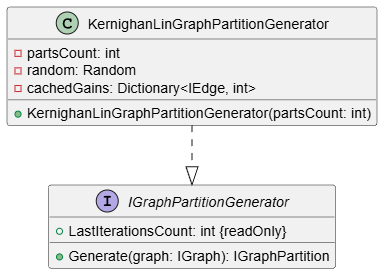 C KernighanLinGraphPartitionGenerator
partsCount: int
random: Random
cachedGains: Dictionary<IEdge, int>
KernighanLinGraphPartitionGenerator(partsCount: int)
I IGraphPartitionGenerator
LastIterationsCount: int {readOnly}
Generate(graph: IGraph): IGraphPartition